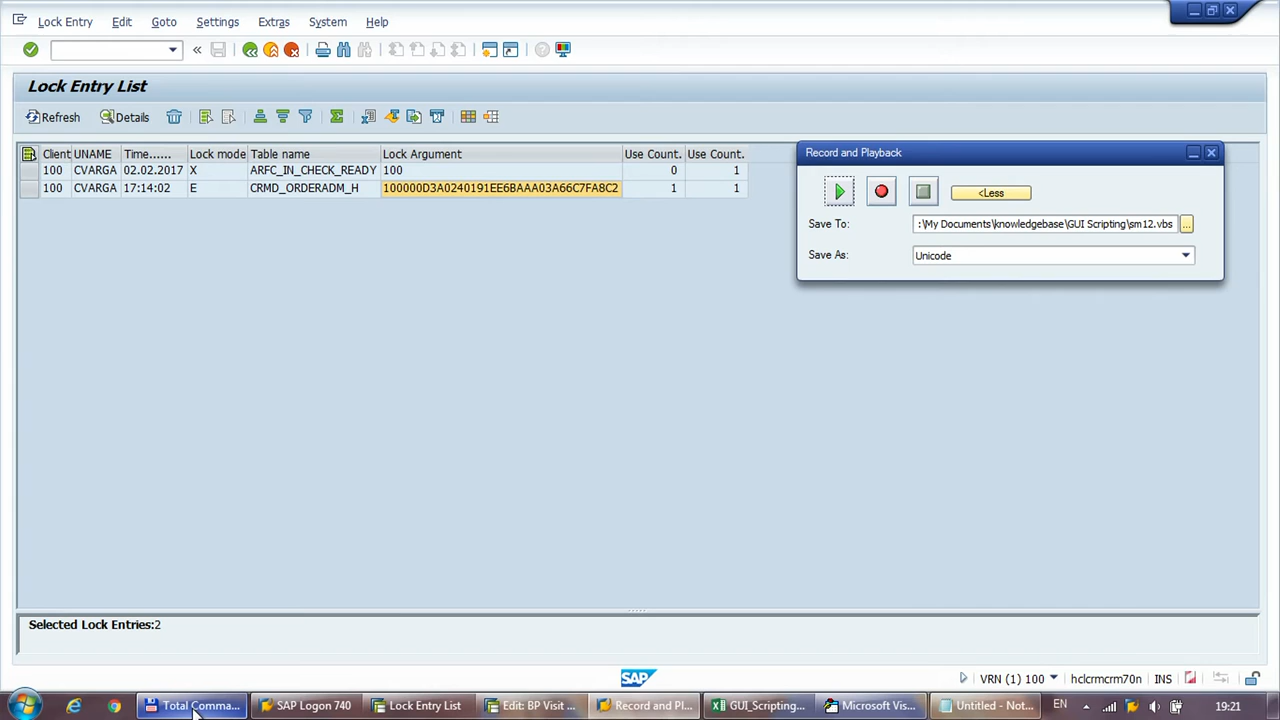 Lock Entry Edit Goto Settings Extras System Help
Lock Entry List
Refresh Details
Client UNAME Time...... Lock mode Table name Lock Argument Use Count. Use Count.
100 CVARGA 02.02.2017 X ARFC_IN_CHECK_READY 100 0 1
100 CVARGA 17:14:02 E CRMD_ORDERADM_H 100000D3A0240191EE6BAAA03A66C7FA8C2 1 1
Record and Playback
<Less
Save To: :\My Documents\knowledgebase\GUI Scripting\sm12.vbs ...
Save As: Unicode
Selected Lock Entries:2
SAP VRN (1) 100 hclcrmcrm70n INS
Total Comma... SAP Logon 740 Lock Entry List Edit: BP Visit ... Record and Pl... GUI_Scripting... Microsoft Vis... Untitled - Not... EN 19:21